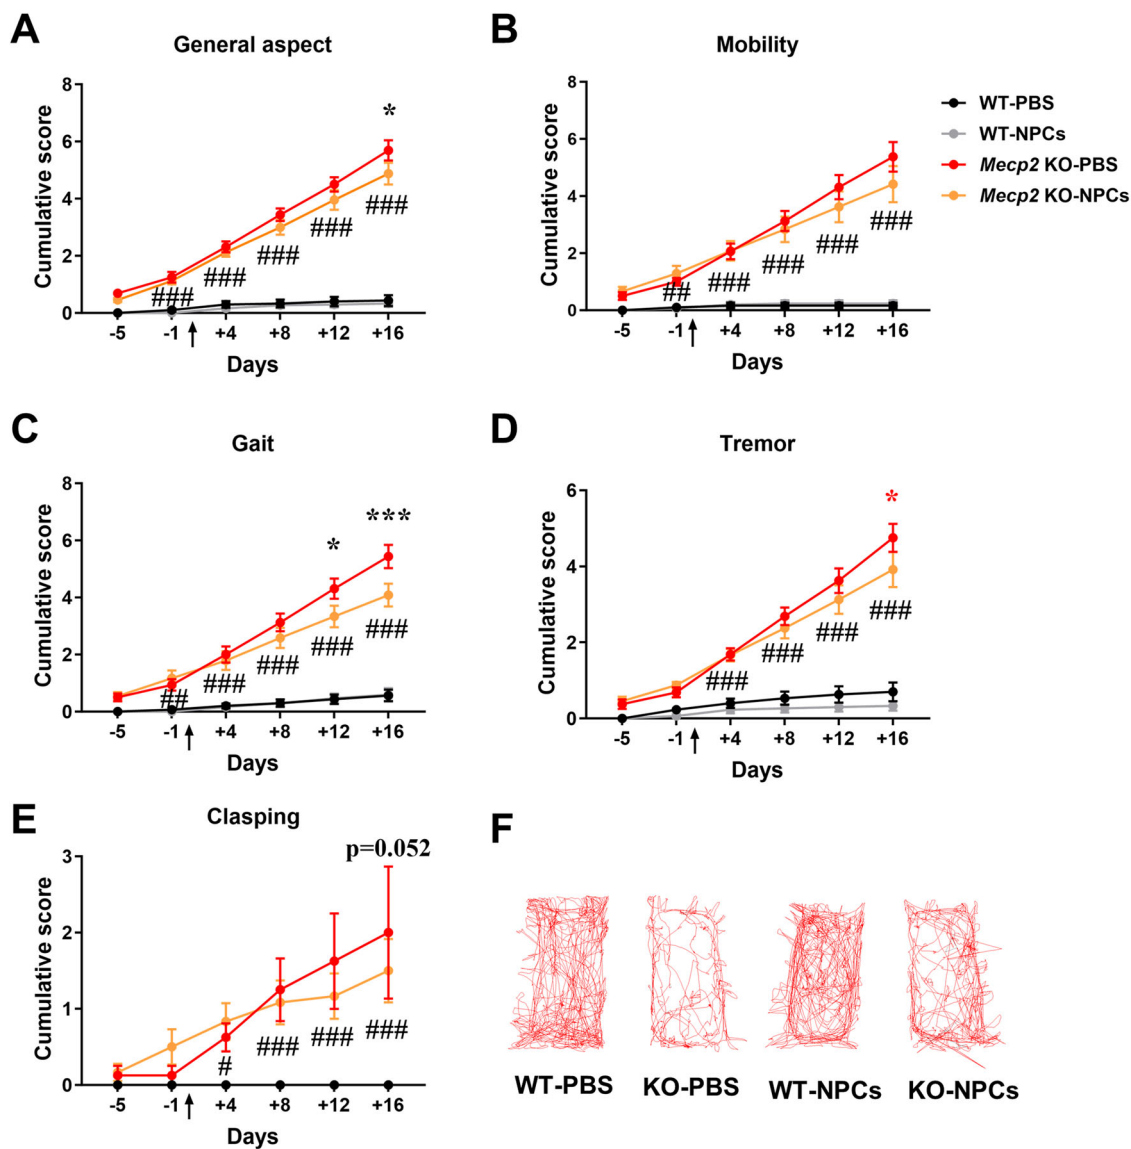 A
General aspect
Cumulative score
8
6
4
2
0
*
###
###
###
###
###
-5 -1 +4 +8 +12 +16
Days
B
Mobility
Cumulative score
8
6
4
2
0
##
###
###
###
###
-5 -1 +4 +8 +12 +16
Days
WT-PBS
WT-NPCs
Mecp2 KO-PBS
Mecp2 KO-NPCs
C
Gait
Cumulative score
8
6
4
2
0
*
***
##
###
###
###
###
-5 -1 +4 +8 +12 +16
Days
D
Tremor
Cumulative score
6
4
2
0
*
###
###
###
###
-5 -1 +4 +8 +12 +16
Days
E
Clasping
Cumulative score
3
2
1
0
p=0.052
#
###
###
###
-5 -1 +4 +8 +12 +16
Days
F
WT-PBS KO-PBS WT-NPCs KO-NPCs